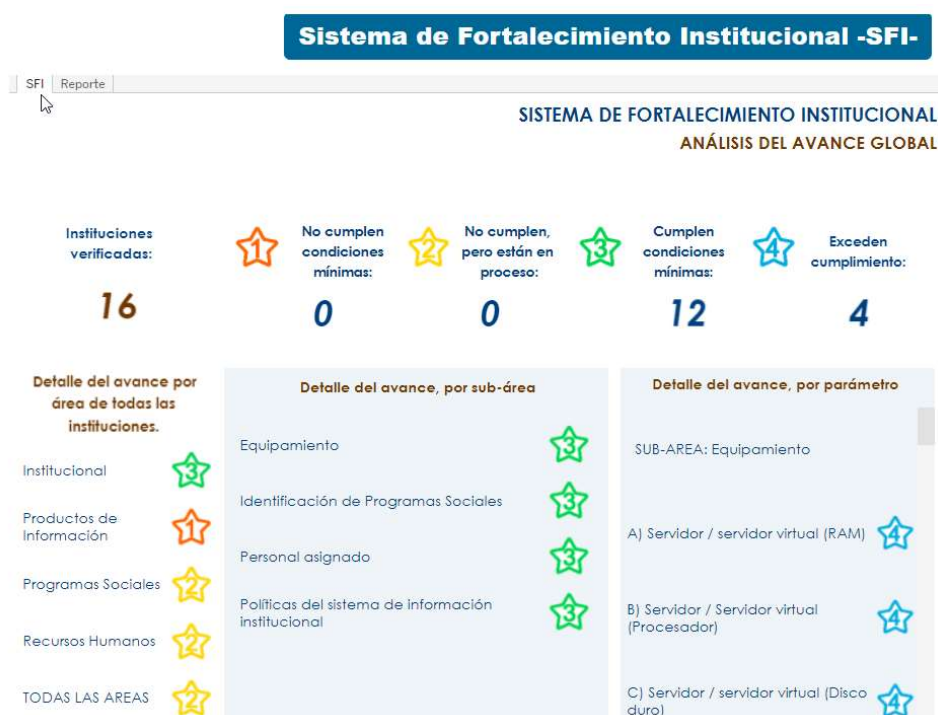 Sistema de Fortalecimiento Institucional -SFI-
SFI Reporte
SISTEMA DE FORTALECIMIENTO INSTITUCIONAL
ANÁLISIS DEL AVANCE GLOBAL
Instituciones
verificadas:
16
1
No cumplen
condiciones
mínimas:
0
2
No cumplen,
pero están en
proceso:
0
3
Cumplen
condiciones
mínimas:
12
4
Exceden
cumplimiento:
4
Detalle del avance por
área de todas las
instituciones.
Institucional 3
Productos de
Información 1
Programas Sociales 2
Recursos Humanos 2
TODAS LAS AREAS 2
Detalle del avance, por sub-área
Equipamiento 3
Identificación de Programas Sociales 3
Personal asignado 3
Políticas del sistema de información
institucional 3
Detalle del avance, por parámetro
SUB-AREA: Equipamiento
A) Servidor / servidor virtual (RAM) 4
B) Servidor / Servidor virtual
(Procesador) 4
C) Servidor / servidor virtual (Disco
duro) 4